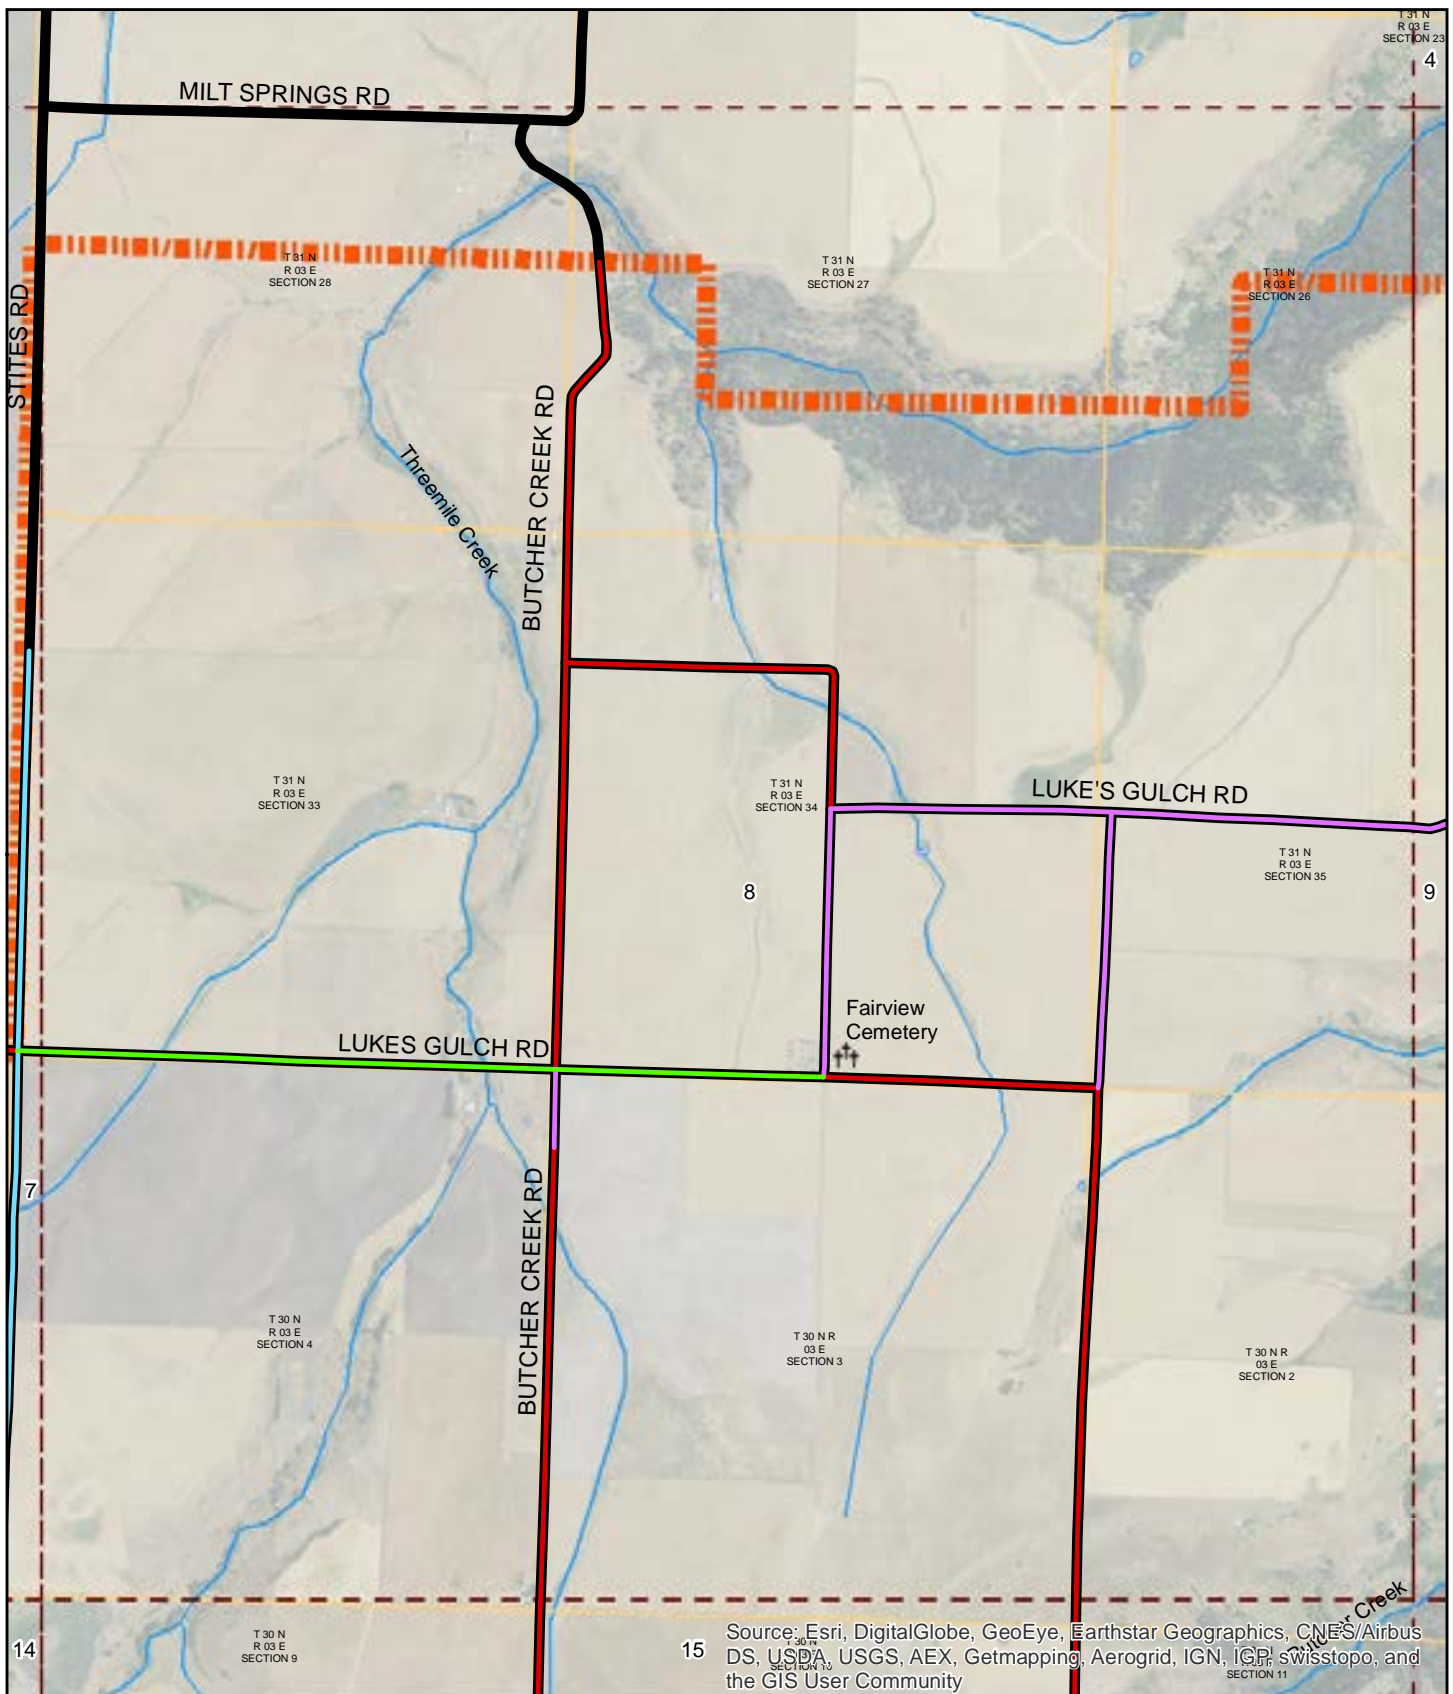 T 31 N
R 03 E
SECTION 23
4
MILT SPRINGS RD
T 31 N
R 03 E
SECTION 28
T 31 N
R 03 E
SECTION 27
T 31 N
R 03 E
SECTION 26
STITES RD
BUTCHER CREEK RD
Threemile Creek
T 31 N
R 03 E
SECTION 33
T 31 N
R 03 E
SECTION 34
LUKE'S GULCH RD
T 31 N
R 03 E
SECTION 35
8
9
Fairview
Cemetery
LUKES GULCH RD
7
BUTCHER CREEK RD
T 30 N
R 03 E
SECTION 4
T 30 N R
03 E
SECTION 3
T 30 N R
03 E
SECTION 2
Butcher Creek
14
T 30 N
R 03 E
SECTION 9
15
T 30 N
SECTION 10
SECTION 11
Source: Esri, DigitalGlobe, GeoEye, Earthstar Geographics, CNES/Airbus
DS, USDA, USGS, AEX, Getmapping, Aerogrid, IGN, IGP, swisstopo, and
the GIS User Community